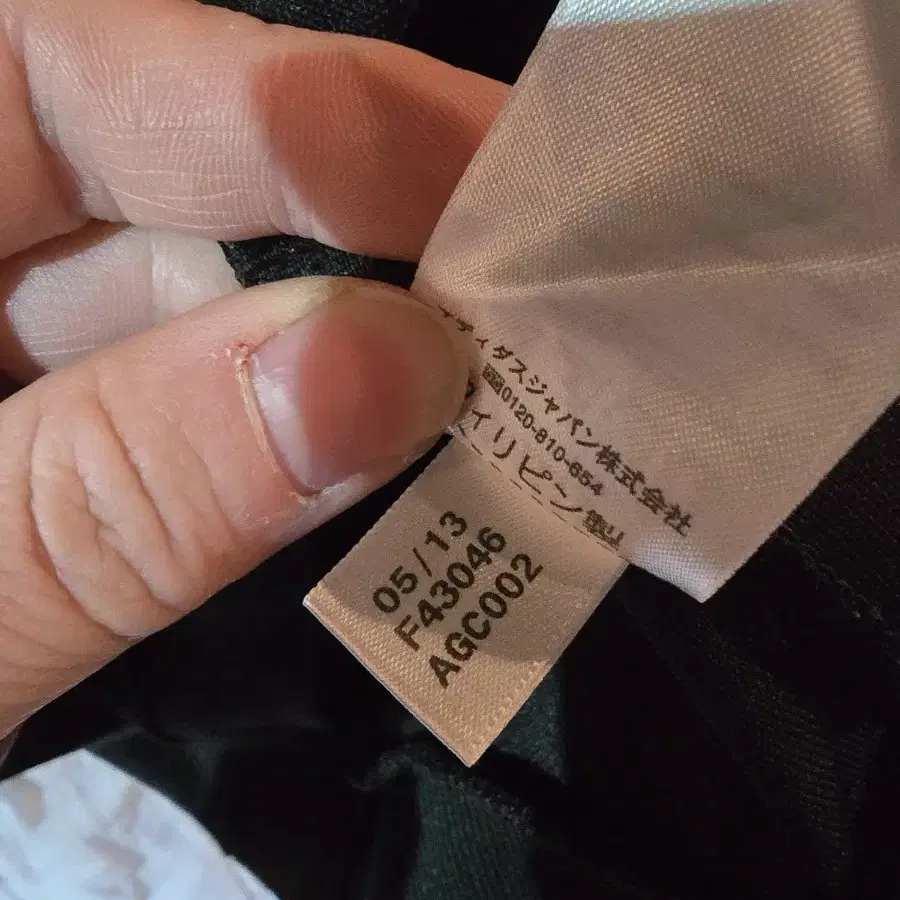 ディダスジャパン株式会社
0120-810-654
ィリピン製
05/13
F43046
AGC002